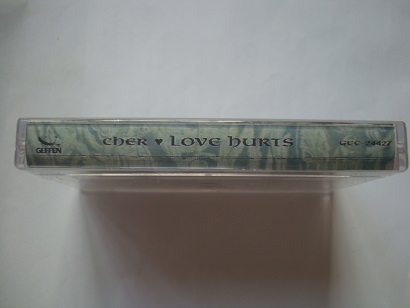 GEFFEN
CHER ♥ LOVE HURTS
GEC 24427